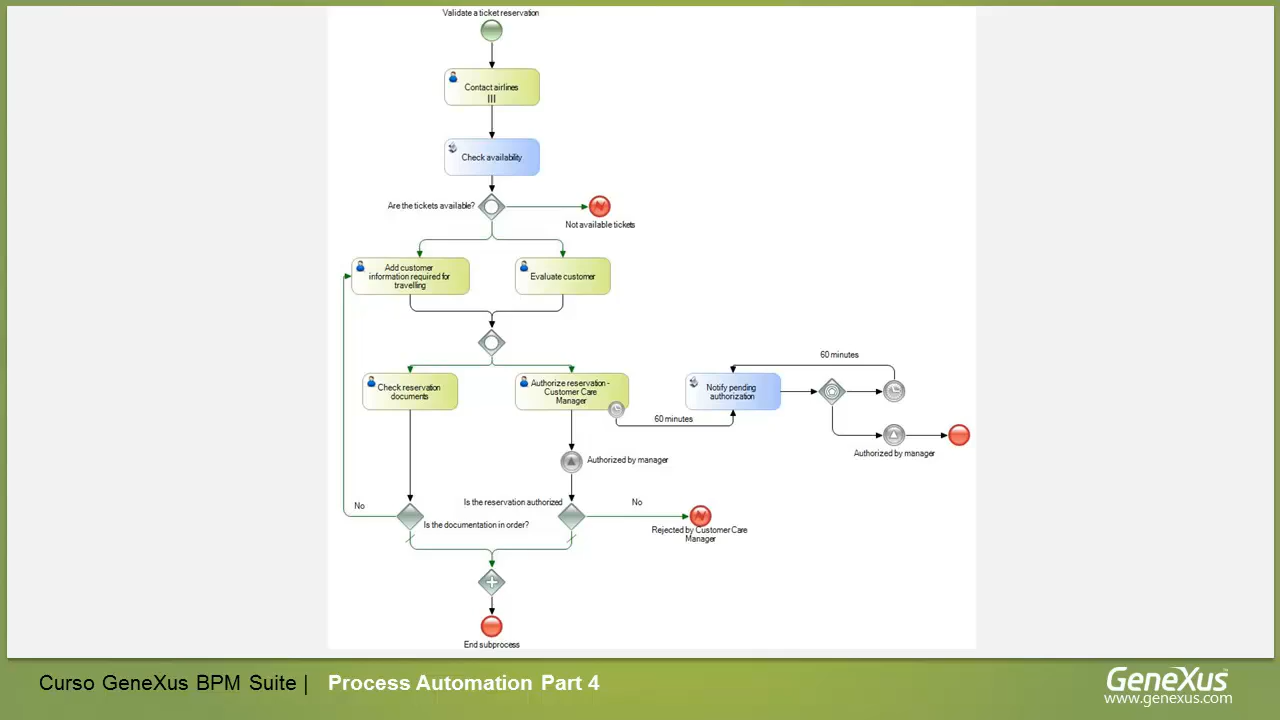 Validate a ticket reservation
Contact airlines
Check availability
Are the tickets available?
Not available tickets
Add customer
information required for
travelling
Evaluate customer
60 minutes
Check reservation
documents
Authorize reservation -
Customer Care
Manager
Notify pending
authorization
60 minutes
Authorized by manager
Authorized by manager
Is the reservation authorized
No
No
Is the documentation in order?
Rejected by Customer Care
Manager
End subprocess
Curso GeneXus BPM Suite | Process Automation Part 4
GeneXus™
www.genexus.com